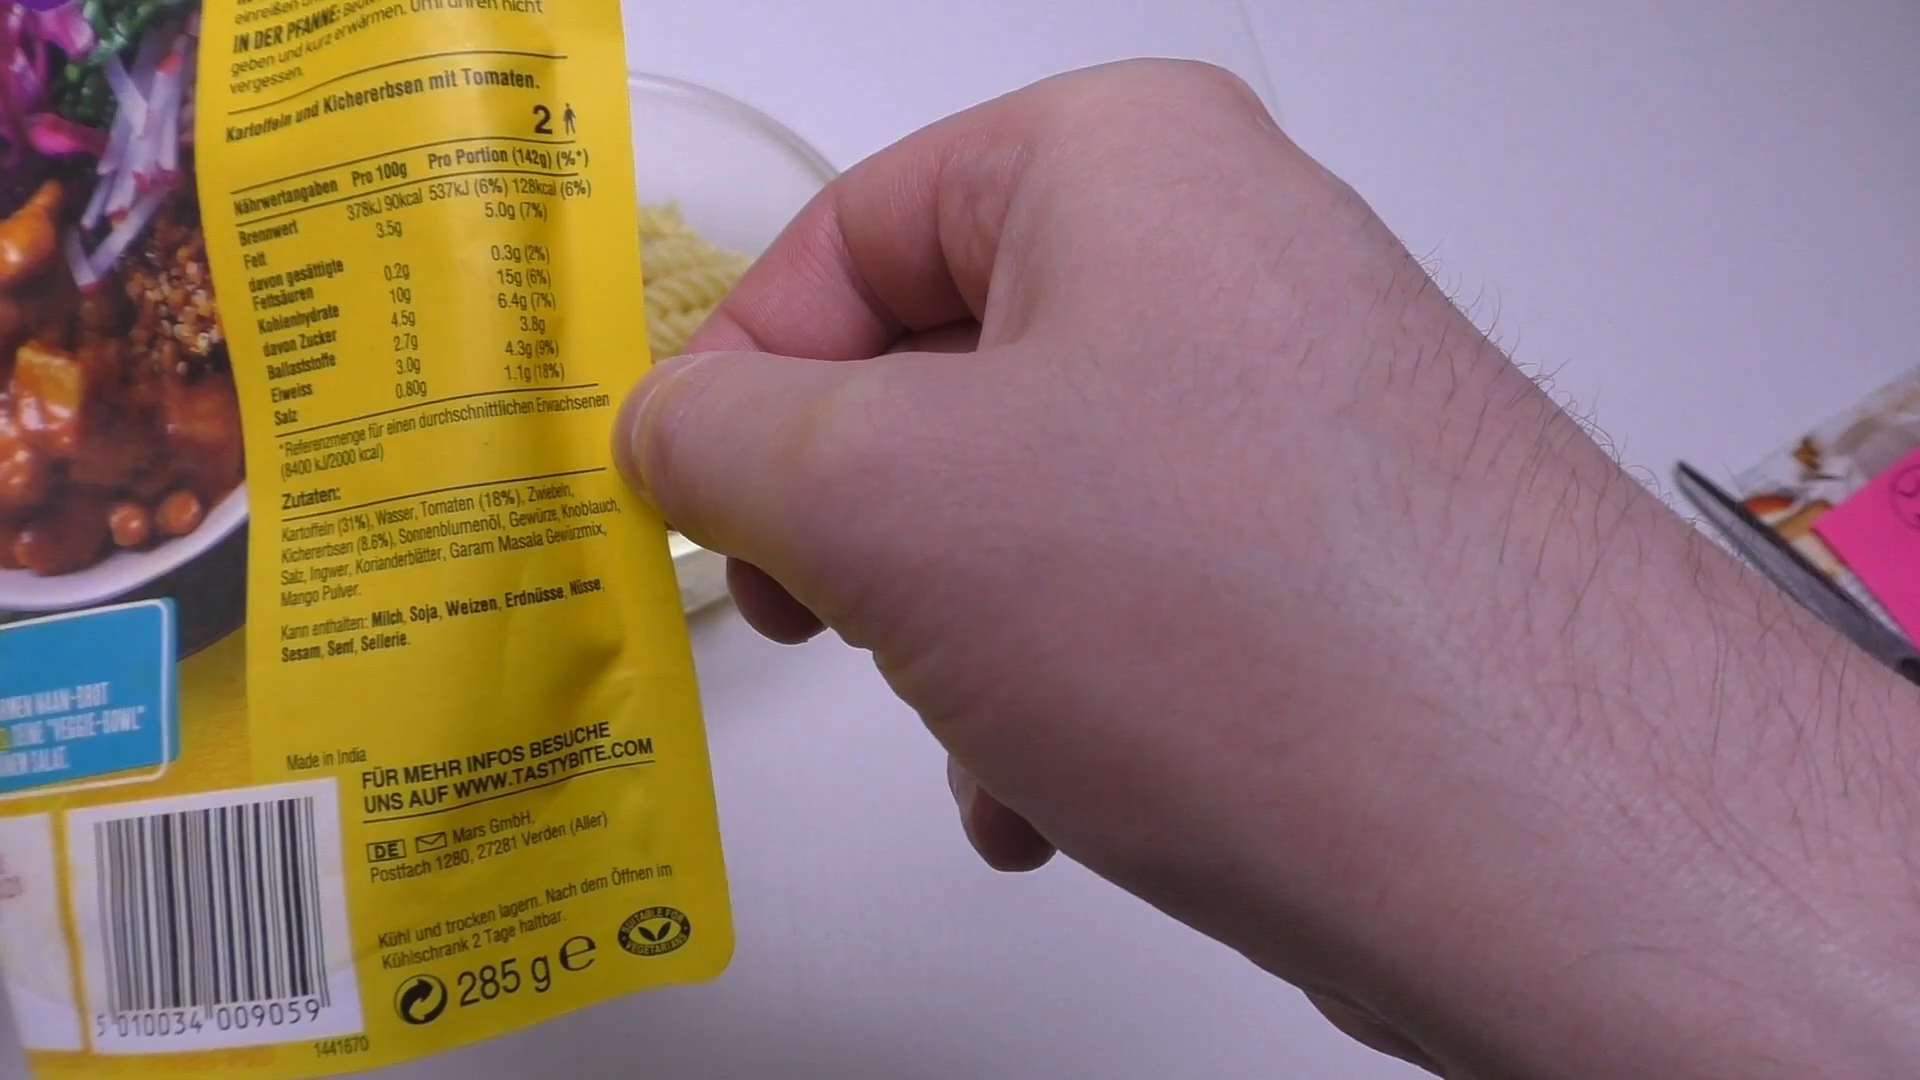 einreißen
IN DER PFANNE:
geben und kurz erwärmen. Umrühren nicht
vergessen.
Kartoffeln und Kichererbsen mit Tomaten.
2
Nährwertangaben Pro 100g Pro Portion (142g) (%*)
Brennwert 378kJ 90kcal 537kJ (6%) 128kcal (6%)
Fett 3.5g 5.0g (7%)
davon gesättigte
Fettsäuren 0.2g 0.3g (2%)
Kohlenhydrate 10g 15g (6%)
davon Zucker 4.5g 6.4g (7%)
Ballaststoffe 2.7g 3.8g
Eiweiss 3.0g 4.3g (9%)
Salz 0.80g 1.1g (18%)
*Referenzmenge für einen durchschnittlichen Erwachsenen
(8400 kJ/2000 kcal)
Zutaten:
Kartoffeln (31%), Wasser, Tomaten (18%), Zwiebeln,
Kichererbsen (8.6%), Sonnenblumenöl, Gewürze, Knoblauch,
Salz, Ingwer, Korianderblätter, Garam Masala Gewürzmix,
Mango Pulver.
Kann enthalten: Milch, Soja, Weizen, Erdnüsse, Nüsse,
Sesam, Senf, Sellerie.
NAAN-BROT
DEINE "VEGGIE-BOWL"
SALAT.
Made in India
FÜR MEHR INFOS BESUCHE
UNS AUF WWW.TASTYBITE.COM
DE Mars GmbH,
Postfach 1280, 27281 Verden (Aller)
Kühl und trocken lagern. Nach dem Öffnen im
Kühlschrank 2 Tage haltbar.
285 g e
SUITABLE FOR
VEGETARIANS
5 010034 009059
1441670